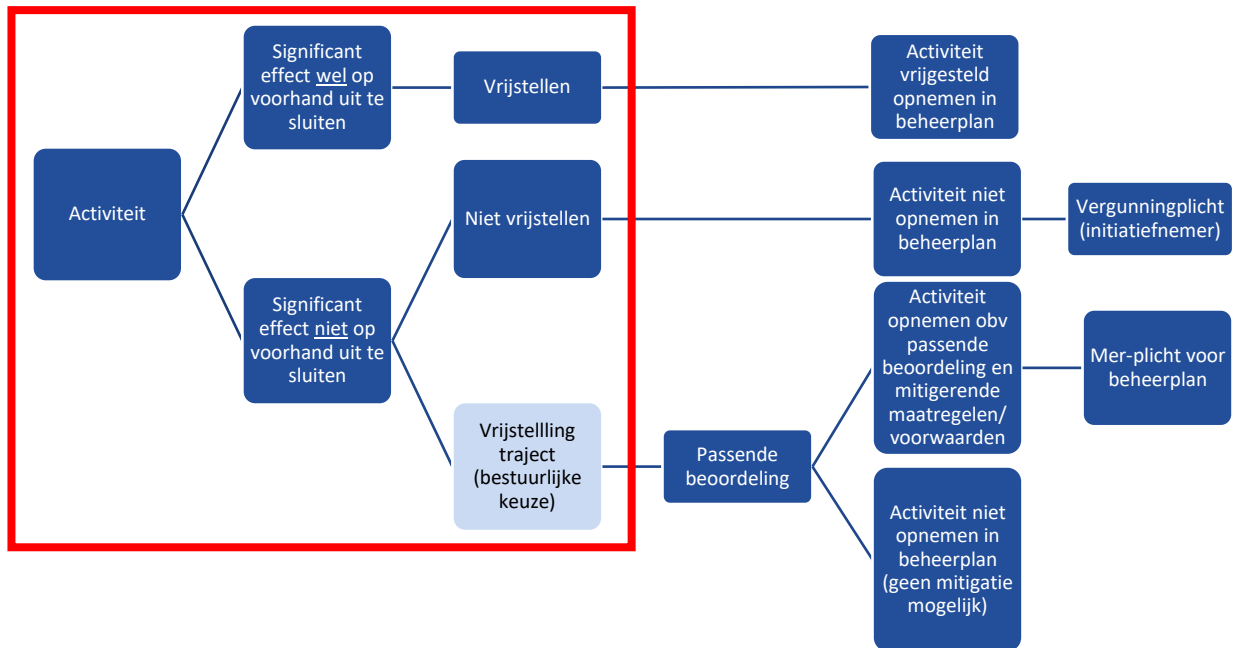 Significant
effect wel op
voorhand uit te
sluiten
Vrijstellen
Activiteit
vrijgesteld
opnemen in
beheerplan
Activiteit
Niet vrijstellen
Activiteit niet
opnemen in
beheerplan
Vergunningplicht
(initiatiefnemer)
Significant
effect niet op
voorhand uit te
sluiten
Activiteit
opnemen obv
passende
beoordeling en
mitigerende
maatregelen/
voorwaarden
Mer-plicht voor
beheerplan
Vrijstellling
traject
(bestuurlijke
keuze)
Passende
beoordeling
Activiteit niet
opnemen in
beheerplan
(geen mitigatie
mogelijk)